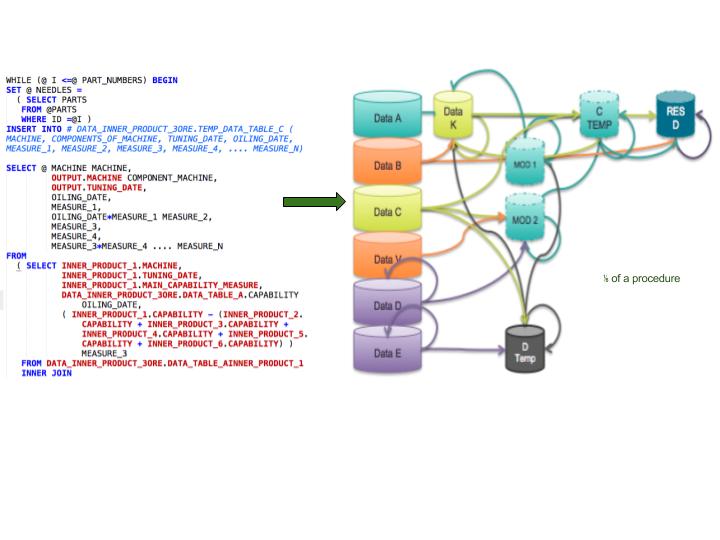 WHILE (@ I <=@ PART_NUMBERS) BEGIN
SET @ NEEDLES =
( SELECT PARTS
FROM @PARTS
WHERE ID =@I )
INSERT INTO # DATA_INNER_PRODUCT_3ORE.TEMP_DATA_TABLE_C (
MACHINE, COMPONENTS_OF_MACHINE, TUNING_DATE, OILING_DATE,
MEASURE_1, MEASURE_2, MEASURE_3, MEASURE_4, .... MEASURE_N)
SELECT @ MACHINE MACHINE,
OUTPUT.MACHINE COMPONENT_MACHINE,
OUTPUT.TUNING_DATE,
OILING_DATE,
MEASURE_1,
OILING_DATE*MEASURE_1 MEASURE_2,
MEASURE_3,
MEASURE_4,
MEASURE_3*MEASURE_4 .... MEASURE_N
FROM
( SELECT INNER_PRODUCT_1.MACHINE,
INNER_PRODUCT_1.TUNING_DATE,
INNER_PRODUCT_1.MAIN_CAPABILITY_MEASURE,
DATA_INNER_PRODUCT_3ORE.DATA_TABLE_A.CAPABILITY
OILING_DATE,
( INNER_PRODUCT_1.CAPABILITY - (INNER_PRODUCT_2.
CAPABILITY + INNER_PRODUCT_3.CAPABILITY +
INNER_PRODUCT_4.CAPABILITY + INNER_PRODUCT_5.
CAPABILITY + INNER_PRODUCT_6.CAPABILITY) )
MEASURE_3
FROM DATA_INNER_PRODUCT_3ORE.DATA_TABLE_AINNER_PRODUCT_1
INNER JOIN
Data A
Data B
Data C
Data V
Data D
Data E
Data
K
MOD 1
MOD 2
D
Temp
C
TEMP
RES
D
of a procedure